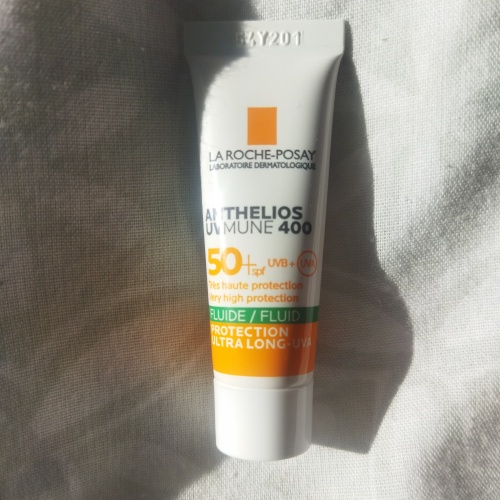 LA ROCHE-POSAY
LABORATOIRE DERMATOLOGIQUE
ANTHELIOS
UVMUNE 400
50+ spf UVB + UVA
Très haute protection
Very high protection
FLUIDE / FLUID
PROTECTION
ULTRA LONG-UVA